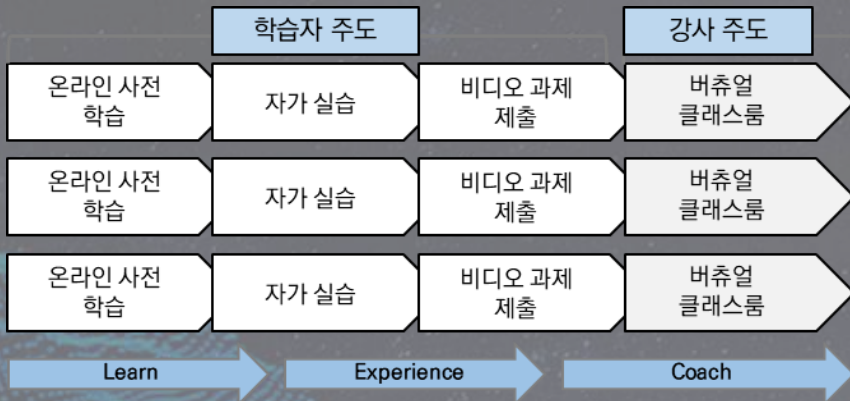 학습자 주도
강사 주도
온라인 사전
학습
자가 실습
비디오 과제
제출
버츄얼
클래스룸
온라인 사전
학습
자가 실습
비디오 과제
제출
버츄얼
클래스룸
온라인 사전
학습
자가 실습
비디오 과제
제출
버츄얼
클래스룸
Learn
Experience
Coach